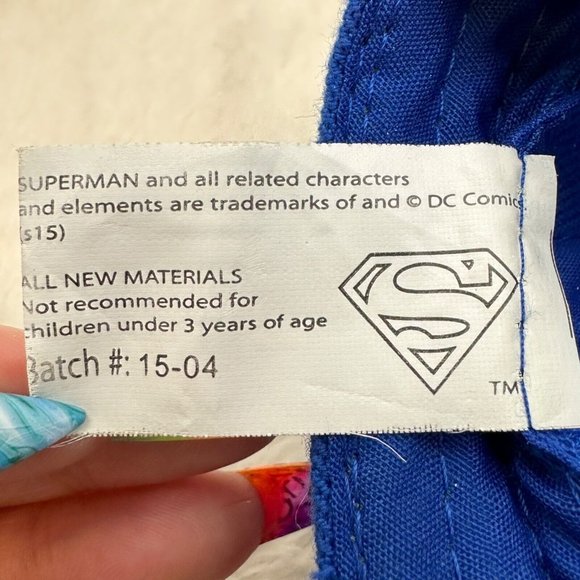 SUPERMAN and all related characters
and elements are trademarks of and © DC Comic
(s15)
ALL NEW MATERIALS
Not recommended for
children under 3 years of age
Batch #: 15-04
S
TM